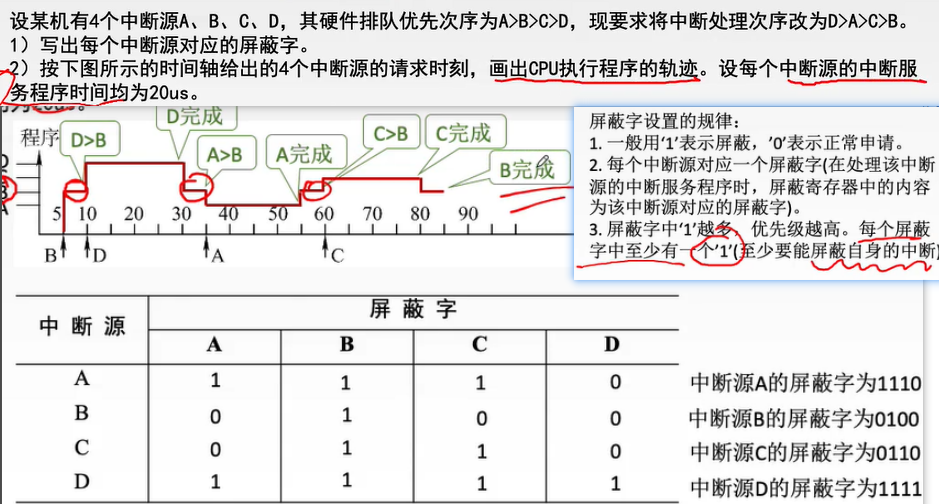 设某机有4个中断源A、B、C、D，其硬件排队优先次序为A>B>C>D，现要求将中断处理次序改为D>A>C>B。
1）写出每个中断源对应的屏蔽字。
2）按下图所示的时间轴给出的4个中断源的请求时刻，画出CPU执行程序的轨迹。设每个中断源的中断服
务程序时间均为20us。
程序
D>B
D完成
A>B
A完成
C>B
C完成
B完成
5 10 20 30 40 50 60 70 80 90
B D A C
屏蔽字设置的规律：
1. 一般用'1'表示屏蔽，'0'表示正常申请。
2. 每个中断源对应一个屏蔽字(在处理该中断
源的中断服务程序时，屏蔽寄存器中的内容
为该中断源对应的屏蔽字)。
3. 屏蔽字中'1'越多，优先级越高。每个屏蔽
字中至少有一个'1'(至少要能屏蔽自身的中断)
中断源 屏蔽字
A B C D
A 1 1 1 0 中断源A的屏蔽字为1110
B 0 1 0 0 中断源B的屏蔽字为0100
C 0 1 1 0 中断源C的屏蔽字为0110
D 1 1 1 1 中断源D的屏蔽字为1111